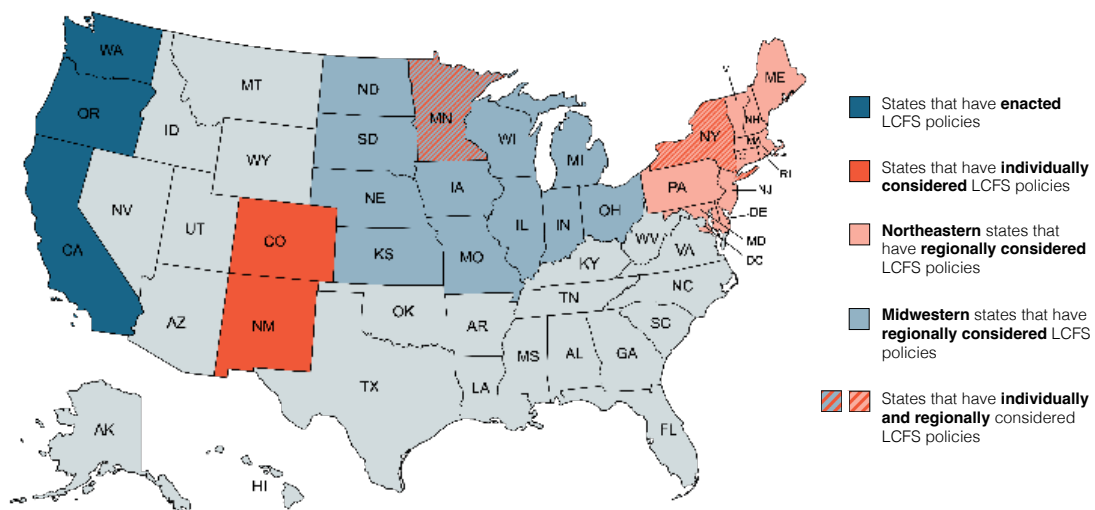 WA
MT
ND
MN
ME
OR
ID
SD
WI
NH
NY
WY
MI
RI
IA
PA
NJ
NE
NV
OH
DE
UT
IL
IN
CO
WV
MD
CA
KS
MO
VA
DC
KY
NC
TN
OK
AZ
NM
AR
SC
MS
AL
GA
TX
LA
AK
FL
HI
States that have enacted
LCFS policies
States that have individually
considered LCFS policies
Northeastern states that
have regionally considered
LCFS policies
Midwestern states that have
regionally considered LCFS
policies
States that have individually
and regionally considered
LCFS policies